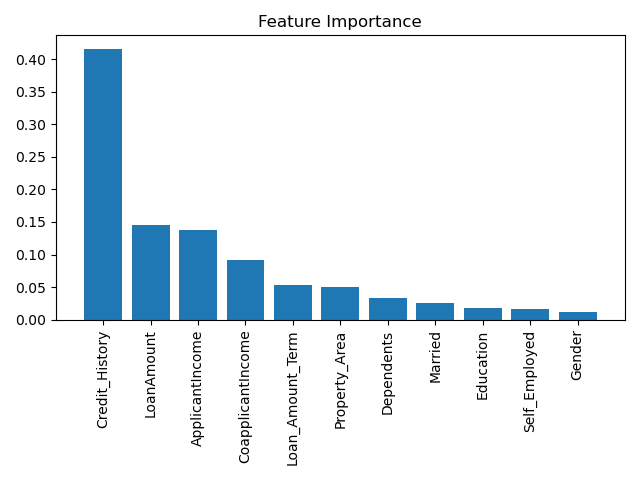 Feature Importance
0.40
0.35
0.30
0.25
0.20
0.15
0.10
0.05
0.00
Credit_History
LoanAmount
ApplicantIncome
CoapplicantIncome
Loan_Amount_Term
Property_Area
Dependents
Married
Education
Self_Employed
Gender